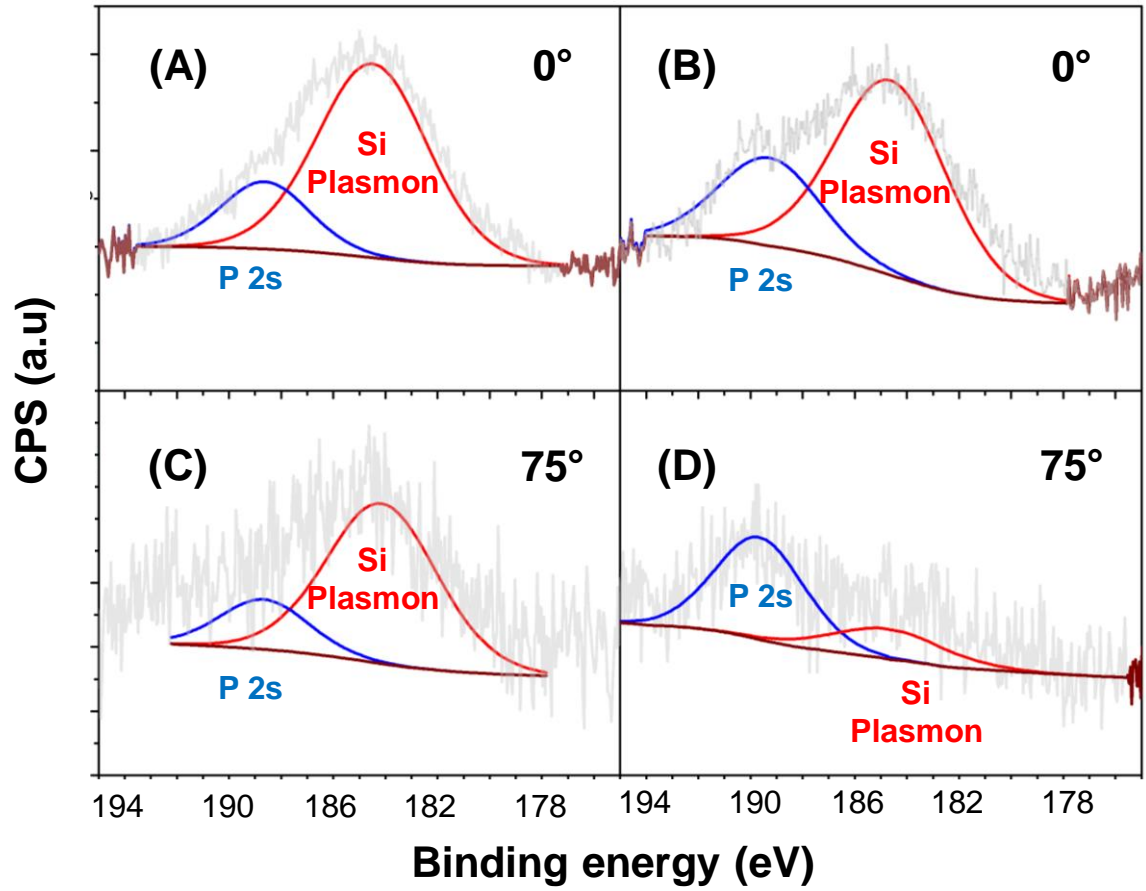 (A)
0°
Si
Plasmon
P 2s
(B)
0°
Si
Plasmon
P 2s
CPS (a.u)
(C)
75°
Si
Plasmon
P 2s
(D)
75°
P 2s
Si
Plasmon
194 190 186 182 178
194 190 186 182 178
Binding energy (eV)